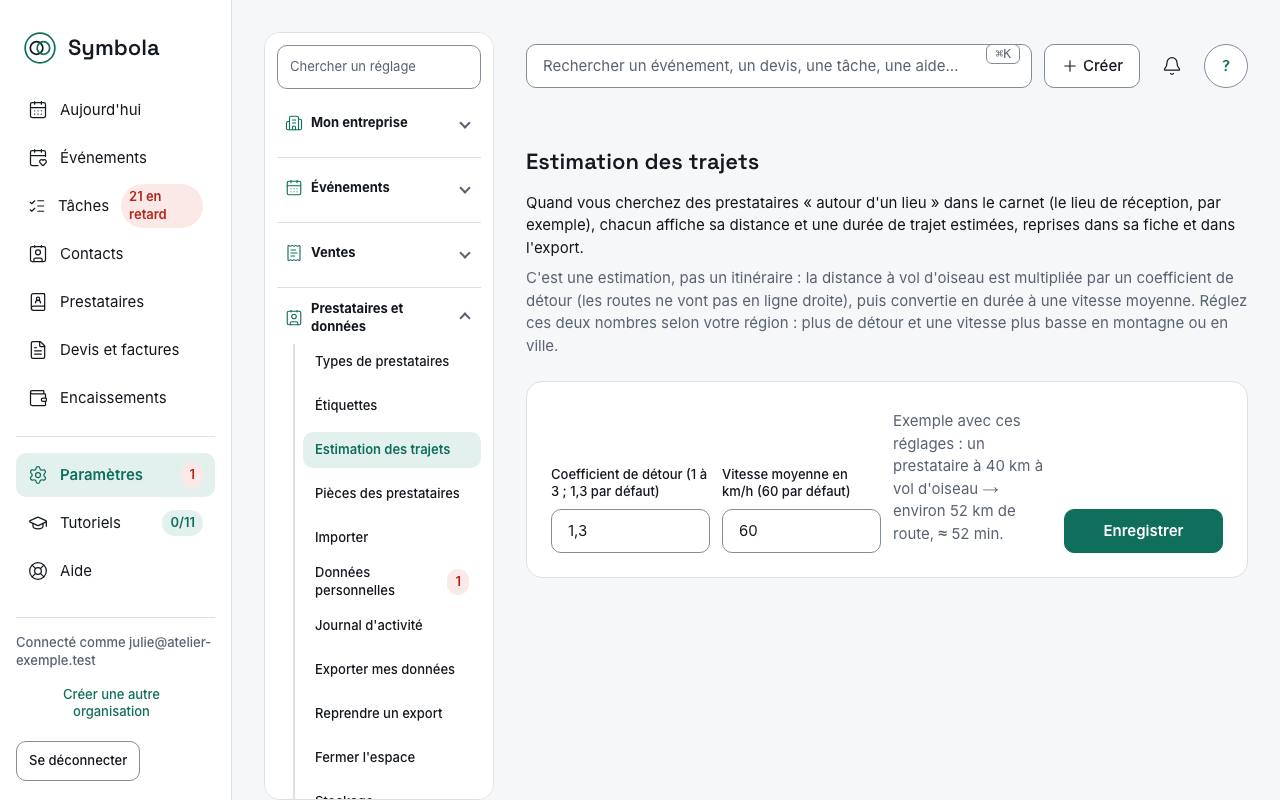 Symbola
Aujourd'hui
Événements
Tâches
21 en
retard
Contacts
Prestataires
Devis et factures
Encaissements
Paramètres
1
Tutoriels
0/11
Aide
Connecté comme julie@atelier-
exemple.test
Créer une autre
organisation
Se déconnecter
Chercher un réglage
Mon entreprise
Événements
Ventes
Prestataires et
données
Types de prestataires
Étiquettes
Estimation des trajets
Pièces des prestataires
Importer
Données
personnelles
1
Journal d'activité
Exporter mes données
Reprendre un export
Fermer l'espace
Rechercher un événement, un devis, une tâche, une aide...
⌘K
+ Créer
?
Estimation des trajets
Quand vous cherchez des prestataires « autour d'un lieu » dans le carnet (le lieu de réception, par
exemple), chacun affiche sa distance et une durée de trajet estimées, reprises dans sa fiche et dans
l'export.
C'est une estimation, pas un itinéraire : la distance à vol d'oiseau est multipliée par un coefficient de
détour (les routes ne vont pas en ligne droite), puis convertie en durée à une vitesse moyenne. Réglez
ces deux nombres selon votre région : plus de détour et une vitesse plus basse en montagne ou en
ville.
Coefficient de détour (1 à
3 ; 1,3 par défaut)
1,3
Vitesse moyenne en
km/h (60 par défaut)
60
Exemple avec ces
réglages : un
prestataire à 40 km à
vol d'oiseau →
environ 52 km de
route, ≈ 52 min.
Enregistrer